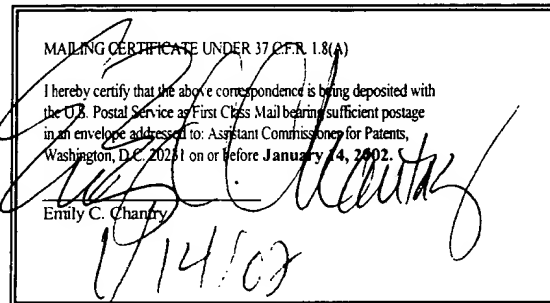 MAILING CERTIFICATE UNDER 37 C.F.R. 1.8(A)
I hereby certify that the above correspondence is being deposited with
the U.S. Postal Service as First Class Mail bearing sufficient postage
in an envelope addressed to: Assistant Commissioner for Patents,
Washington, D.C. 20231 on or before January 14, 2002.
Emily C. Chantry
Emily C. Chantry
1/14/02